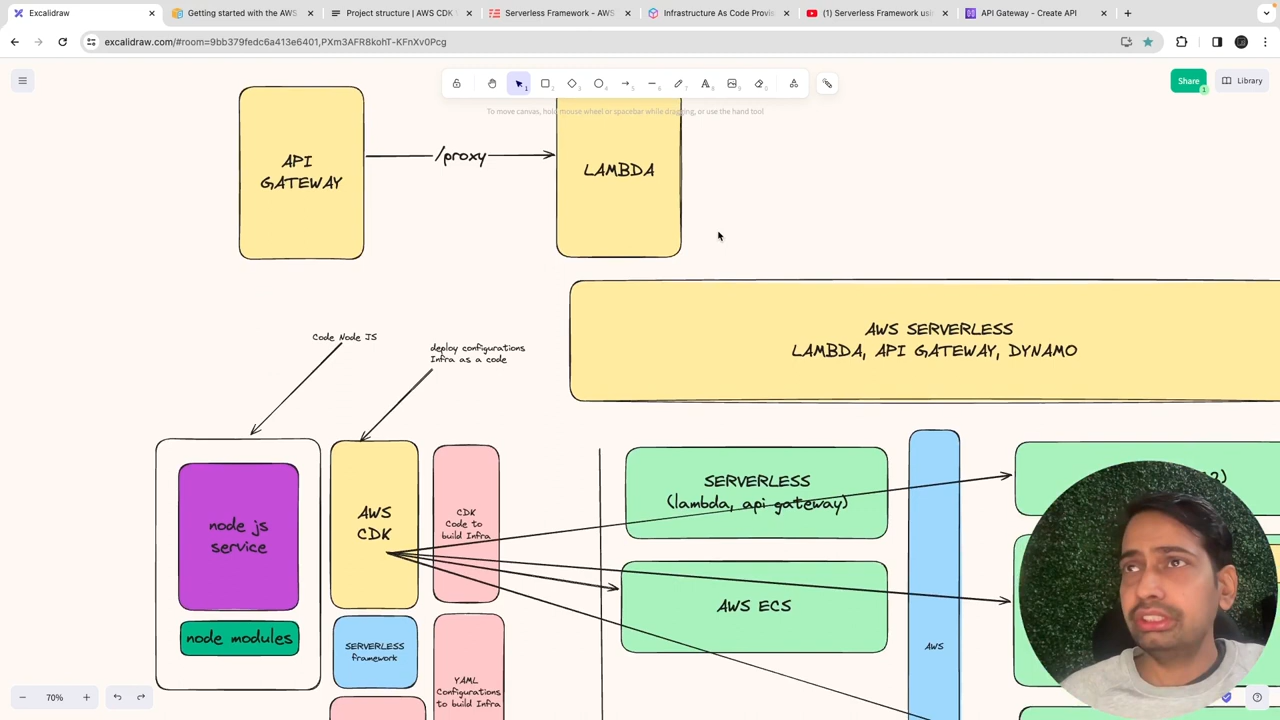 Excalidraw
Getting started with the AWS
Project structure | AWS CDK
Serverless Framework - AWS
Infrastructure As Code Provis
(1) Serverless Framework usin
API Gateway - Create API
excalidraw.com/#room=9bb379fedc6a413e6401,PXm3AFR8kohT-KFnXv0Pcg
Share
1
Library
To move canvas, hold mouse wheel or spacebar while dragging, or use the hand tool
API
GATEWAY
/proxy
LAMBDA
AWS SERVERLESS
LAMBDA, API GATEWAY, DYNAMO
Code Node JS
deploy configurations
Infra as a code
node js
service
node modules
AWS
CDK
SERVERLESS
framework
CDK
Code to
build Infra
YAML
Configurations
to build Infra
SERVERLESS
(lambda, api gateway)
AWS ECS
AWS
70%